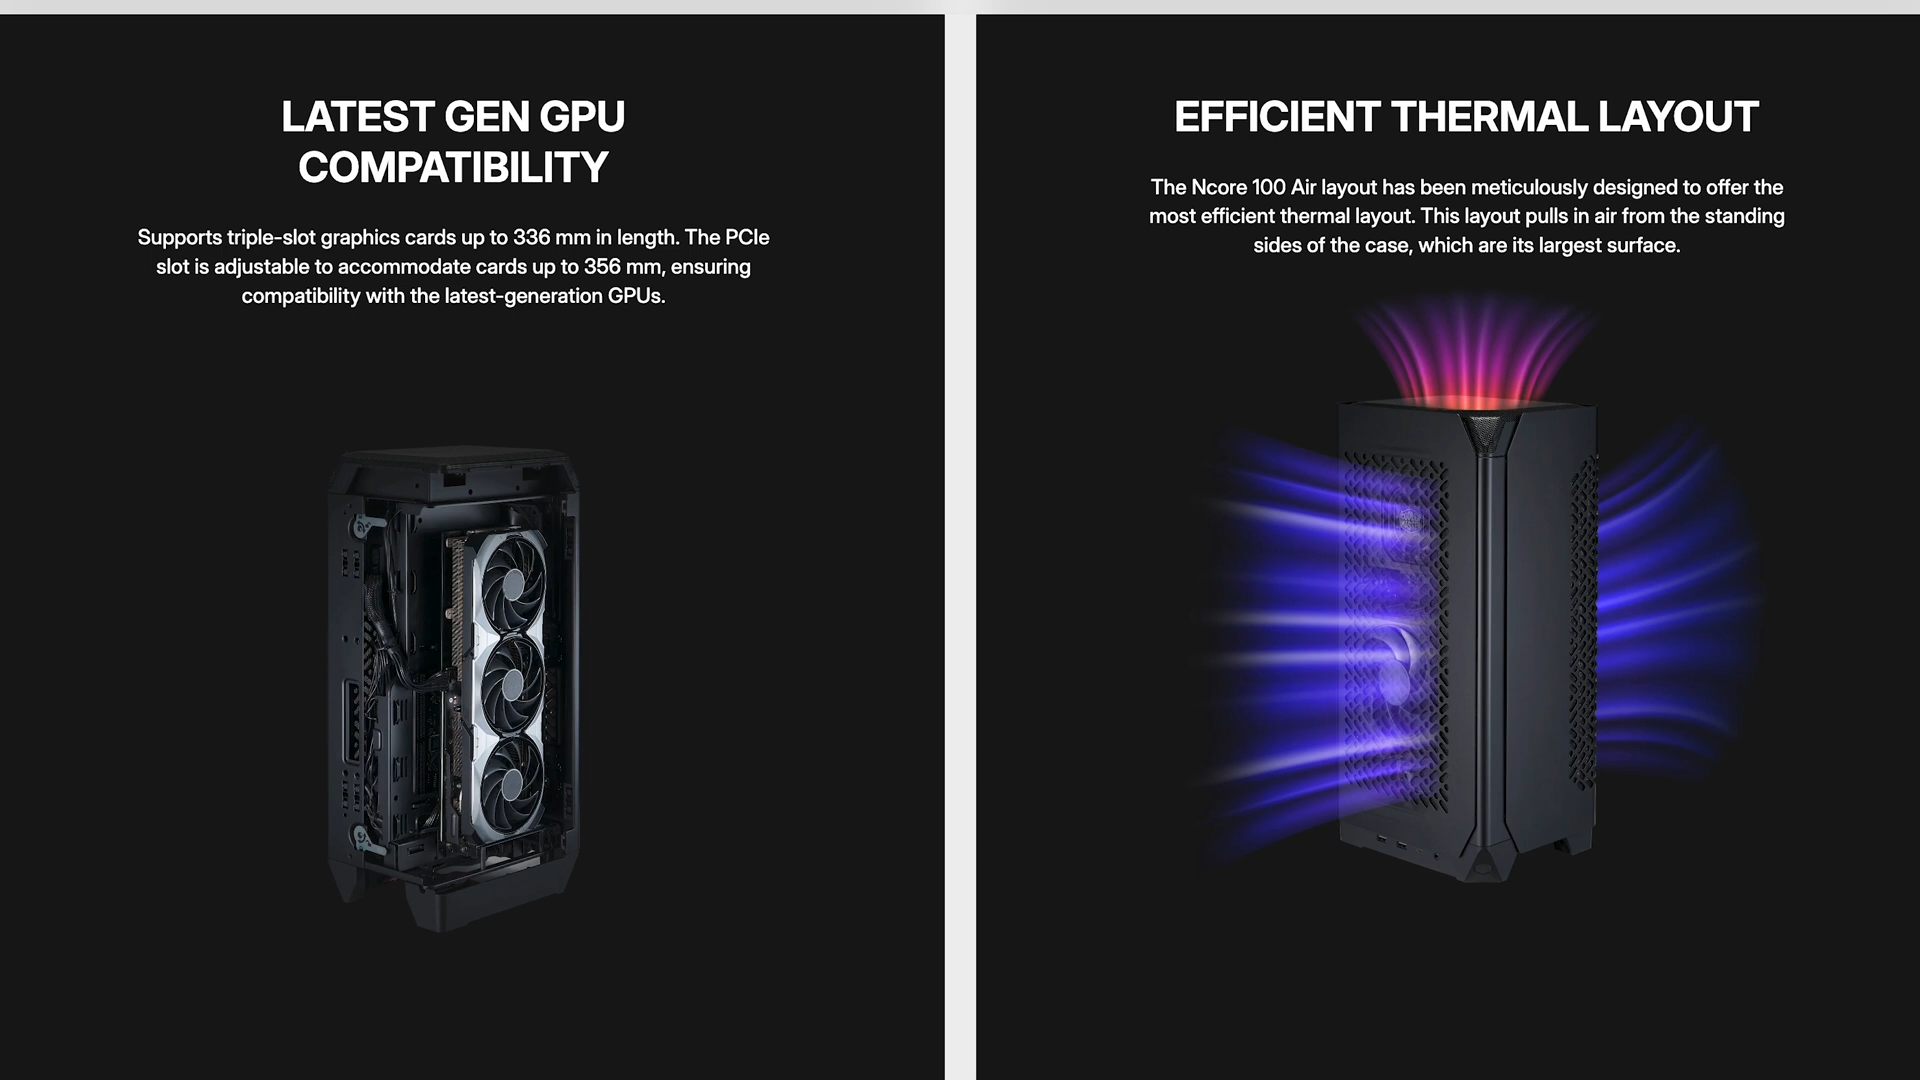 LATEST GEN GPU
COMPATIBILITY
Supports triple-slot graphics cards up to 336 mm in length. The PCIe
slot is adjustable to accommodate cards up to 356 mm, ensuring
compatibility with the latest-generation GPUs.
EFFICIENT THERMAL LAYOUT
The Ncore 100 Air layout has been meticulously designed to offer the
most efficient thermal layout. This layout pulls in air from the standing
sides of the case, which are its largest surface.